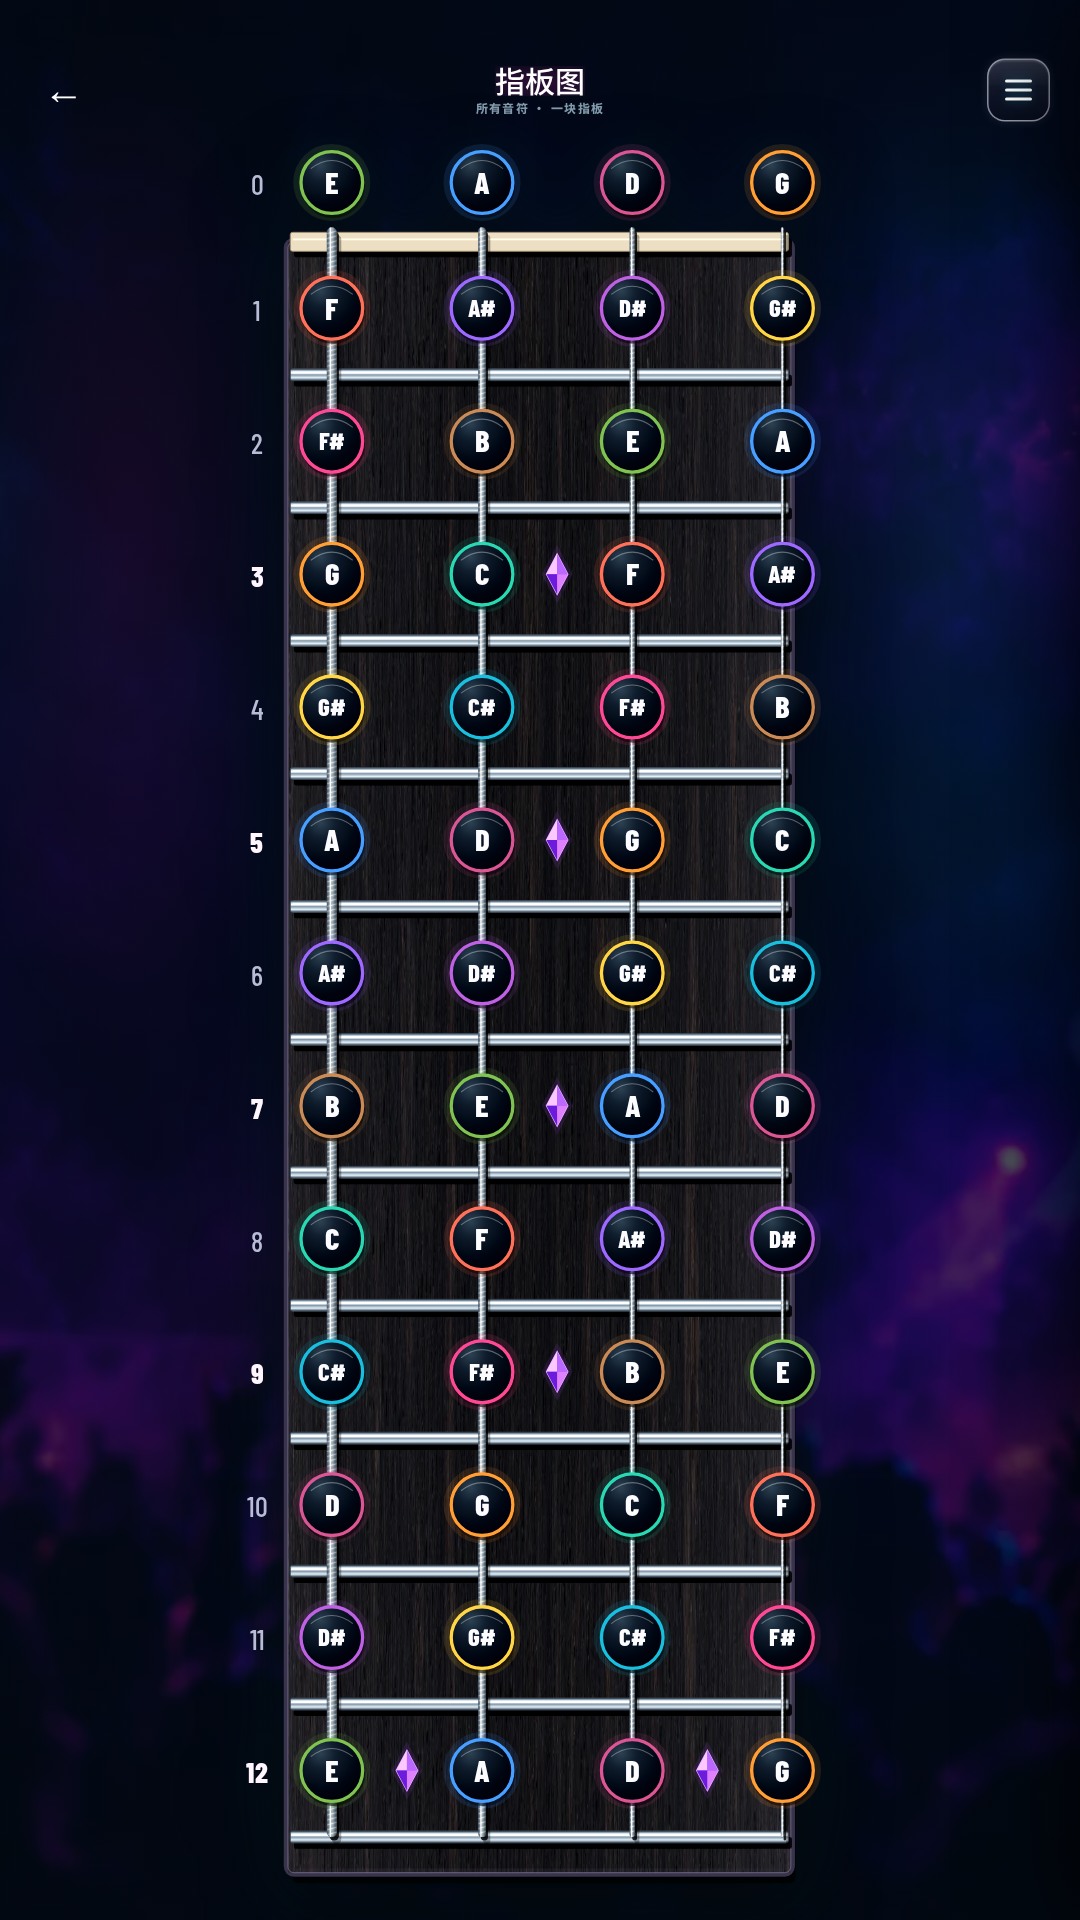 ←
指板图
所有音符 • 一块指板
0 E A D G
1 F A# D# G#
2 F# B E A
3 G C F A#
4 G# C# F# B
5 A D G C
6 A# D# G# C#
7 B E A D
8 C F A# D#
9 C# F# B E
10 D G C F
11 D# G# C# F#
12 E A D G